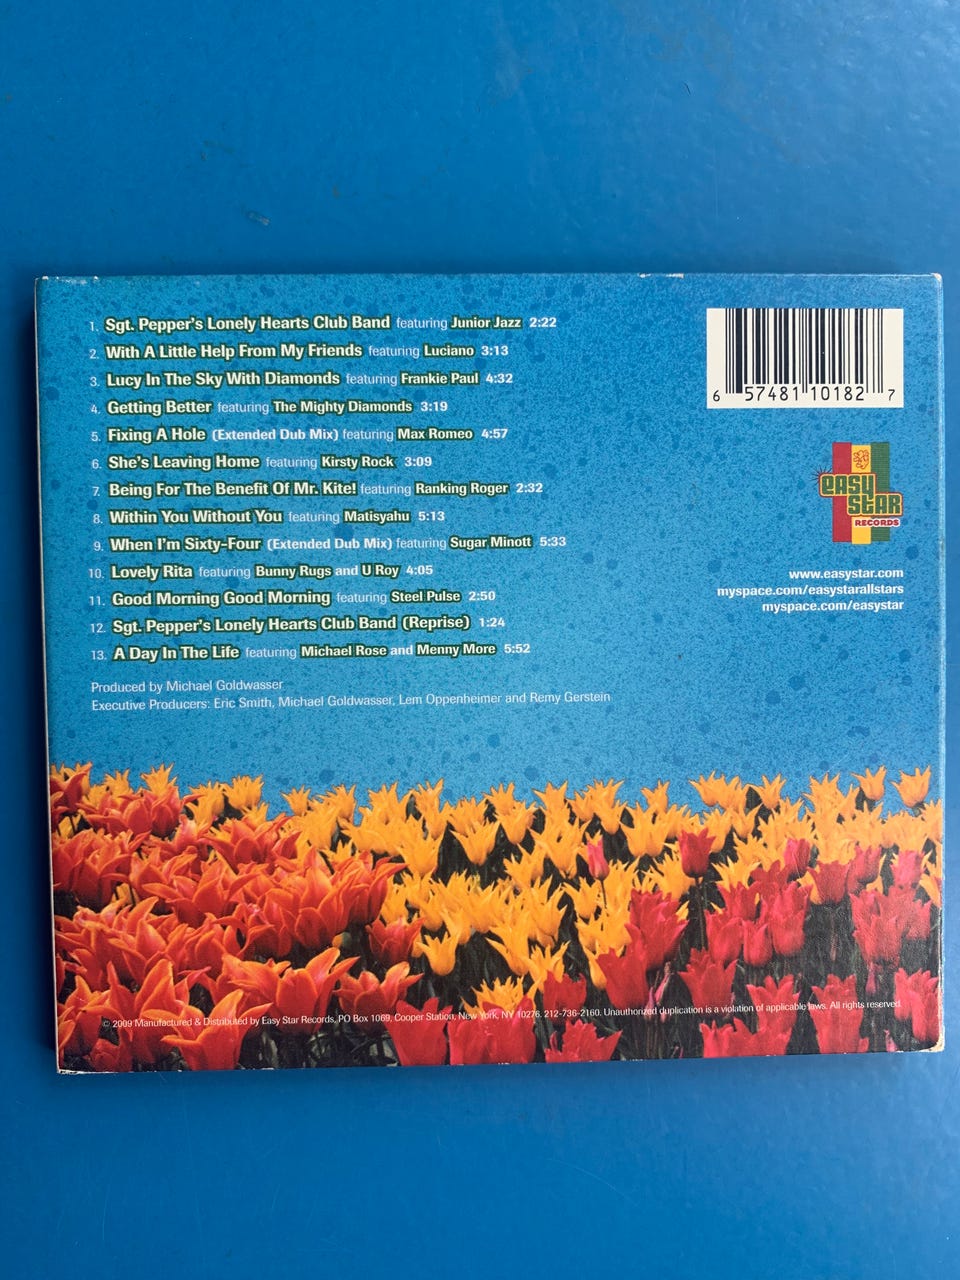 1. Sgt. Pepper's Lonely Hearts Club Band featuring Junior Jazz 2:22
2. With A Little Help From My Friends featuring Luciano 3:13
3. Lucy In The Sky With Diamonds featuring Frankie Paul 4:32
4. Getting Better featuring The Mighty Diamonds 3:19
5. Fixing A Hole (Extended Dub Mix) featuring Max Romeo 4:57
6. She's Leaving Home featuring Kirsty Rock 3:09
7. Being For The Benefit Of Mr. Kite! featuring Ranking Roger 2:32
8. Within You Without You featuring Matisyahu 5:13
9. When I'm Sixty-Four (Extended Dub Mix) featuring Sugar Minott 5:33
10. Lovely Rita featuring Bunny Rugs and U Roy 4:05
11. Good Morning Good Morning featuring Steel Pulse 2:50
12. Sgt. Pepper's Lonely Hearts Club Band (Reprise) 1:24
13. A Day In The Life featuring Michael Rose and Menny More 5:52
Produced by Michael Goldwasser
Executive Producers: Eric Smith, Michael Goldwasser, Lem Oppenheimer and Remy Gerstein
6 57481 10182 7
EASY
STAR
RECORDS
www.easystar.com
myspace.com/easystarallstars
myspace.com/easystar
© 2009 Manufactured & Distributed by Easy Star Records, PO Box 1069, Cooper Station, New York, NY 10276. 212-736-2160. Unauthorized duplication is a violation of applicable laws. All rights reserved.